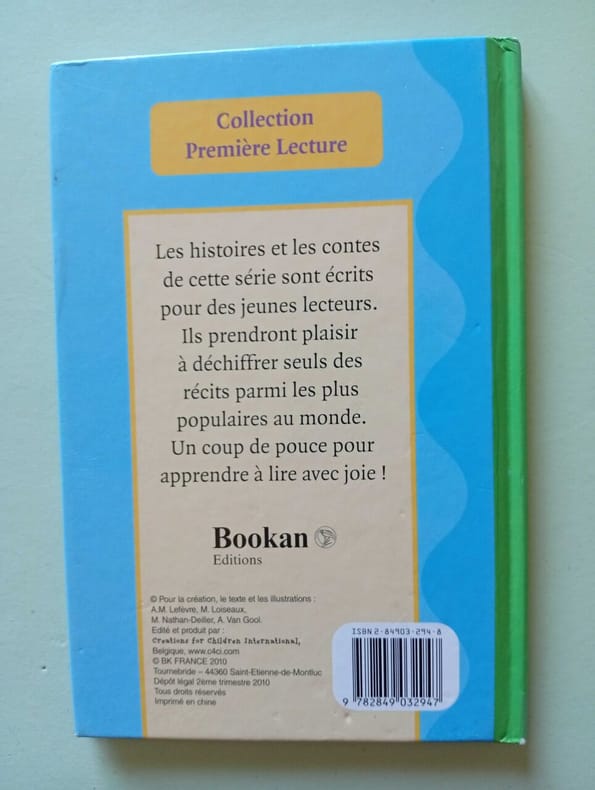 Collection
Première Lecture
Les histoires et les contes
de cette série sont écrits
pour des jeunes lecteurs.
Ils prendront plaisir
à déchiffrer seuls des
récits parmi les plus
populaires au monde.
Un coup de pouce pour
apprendre à lire avec joie !
Bookan
Editions
© Pour la création, le texte et les illustrations :
A.M. Lefèvre, M. Loiseaux,
M. Nathan-Deiller, A. Van Gool.
Edité et produit par :
Creations for Children International,
Belgique, www.c4ci.com
© BK FRANCE 2010
Tournebride – 44360 Saint-Etienne-de-Montluc
Dépôt légal 2ème trimestre 2010
Tous droits réservés
Imprimé en chine
ISBN 2-84903-294-8
9 782849 032947